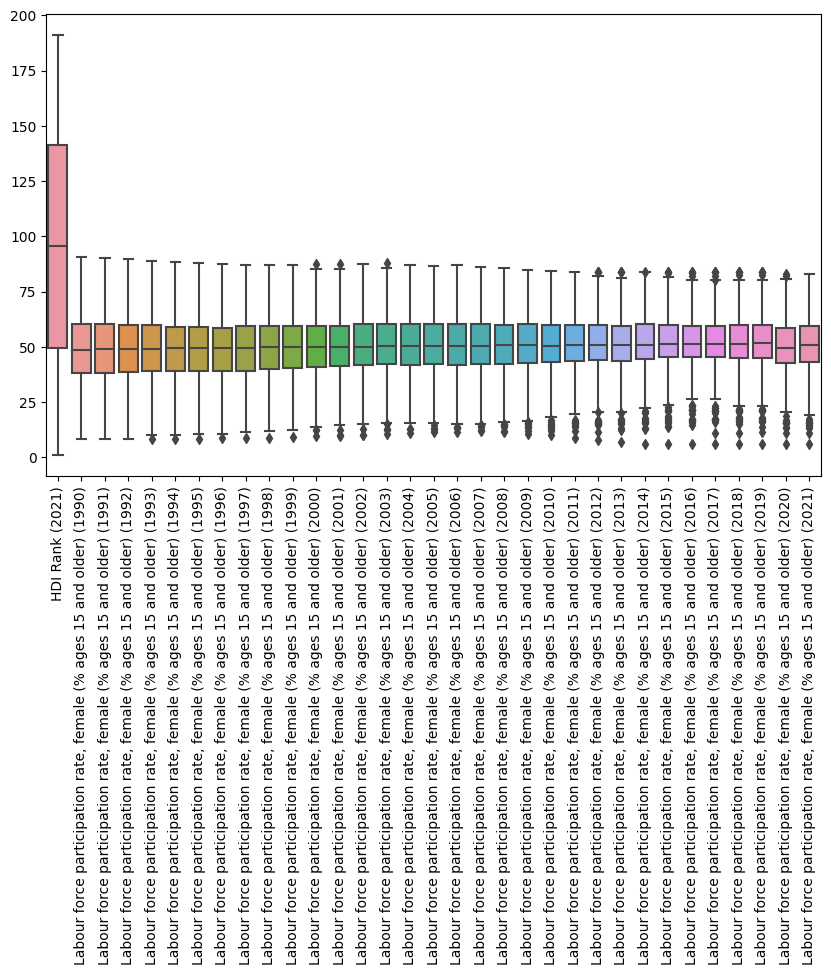 200
175
150
125
100
75
50
25
0
HDI Rank (2021)
Labour force participation rate, female (% ages 15 and older) (1990)
Labour force participation rate, female (% ages 15 and older) (1991)
Labour force participation rate, female (% ages 15 and older) (1992)
Labour force participation rate, female (% ages 15 and older) (1993)
Labour force participation rate, female (% ages 15 and older) (1994)
Labour force participation rate, female (% ages 15 and older) (1995)
Labour force participation rate, female (% ages 15 and older) (1996)
Labour force participation rate, female (% ages 15 and older) (1997)
Labour force participation rate, female (% ages 15 and older) (1998)
Labour force participation rate, female (% ages 15 and older) (1999)
Labour force participation rate, female (% ages 15 and older) (2000)
Labour force participation rate, female (% ages 15 and older) (2001)
Labour force participation rate, female (% ages 15 and older) (2002)
Labour force participation rate, female (% ages 15 and older) (2003)
Labour force participation rate, female (% ages 15 and older) (2004)
Labour force participation rate, female (% ages 15 and older) (2005)
Labour force participation rate, female (% ages 15 and older) (2006)
Labour force participation rate, female (% ages 15 and older) (2007)
Labour force participation rate, female (% ages 15 and older) (2008)
Labour force participation rate, female (% ages 15 and older) (2009)
Labour force participation rate, female (% ages 15 and older) (2010)
Labour force participation rate, female (% ages 15 and older) (2011)
Labour force participation rate, female (% ages 15 and older) (2012)
Labour force participation rate, female (% ages 15 and older) (2013)
Labour force participation rate, female (% ages 15 and older) (2014)
Labour force participation rate, female (% ages 15 and older) (2015)
Labour force participation rate, female (% ages 15 and older) (2016)
Labour force participation rate, female (% ages 15 and older) (2017)
Labour force participation rate, female (% ages 15 and older) (2018)
Labour force participation rate, female (% ages 15 and older) (2019)
Labour force participation rate, female (% ages 15 and older) (2020)
Labour force participation rate, female (% ages 15 and older) (2021)